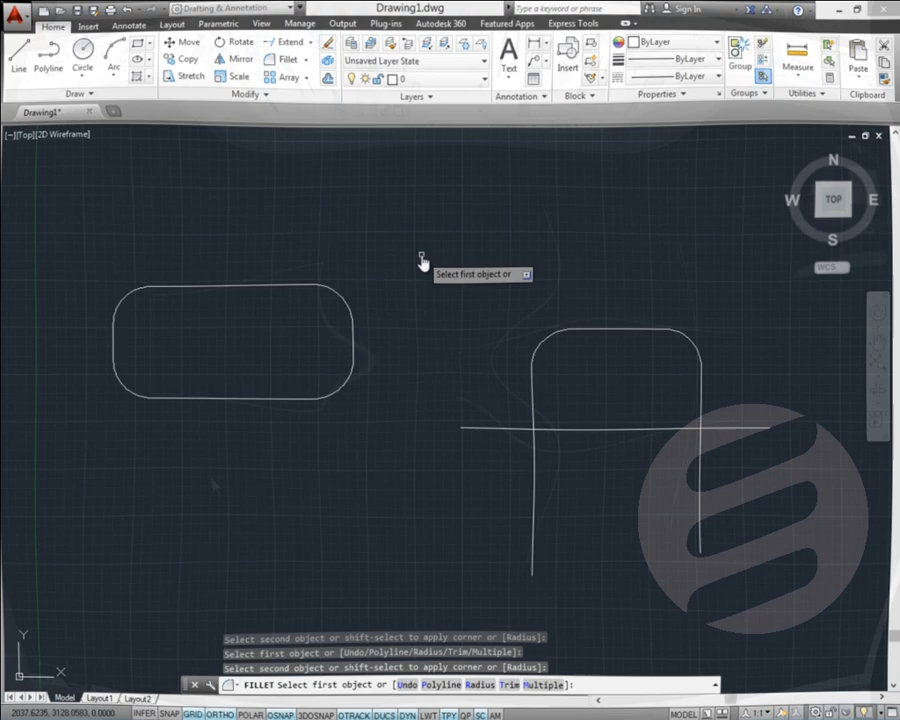 Drafting & Annotation
Drawing1.dwg
Type a keyword or phrase
Sign In
Home Insert Annotate Layout Parametric View Manage Output Plug-ins Autodesk 360 Featured Apps Express Tools
Line Polyline Circle Arc
Move Rotate Extend
Copy Mirror Fillet
Stretch Scale Array
Unsaved Layer State
0
Text
Insert
ByLayer
ByLayer
ByLayer
Group
Measure
Paste
Draw Modify Layers Annotation Block Properties Groups Utilities Clipboard
Drawing1*
[−][Top][2D Wireframe]
N
W TOP E
S
WCS
Select first object or
Y
X
Select second object or shift-select to apply corner or [Radius]:
Select first object or [Undo/Polyline/Radius/Trim/Multiple]:
Select second object or shift-select to apply corner or [Radius]:
FILLET Select first object or [Undo Polyline Radius Trim Multiple]:
Model Layout1 Layout2
2037.6235, 3128.0583, 0.0000 INFER SNAP GRID ORTHO POLAR OSNAP 3DOSNAP OTRACK DUCS DYN LWT TPY QP SC AM MODEL 1:1